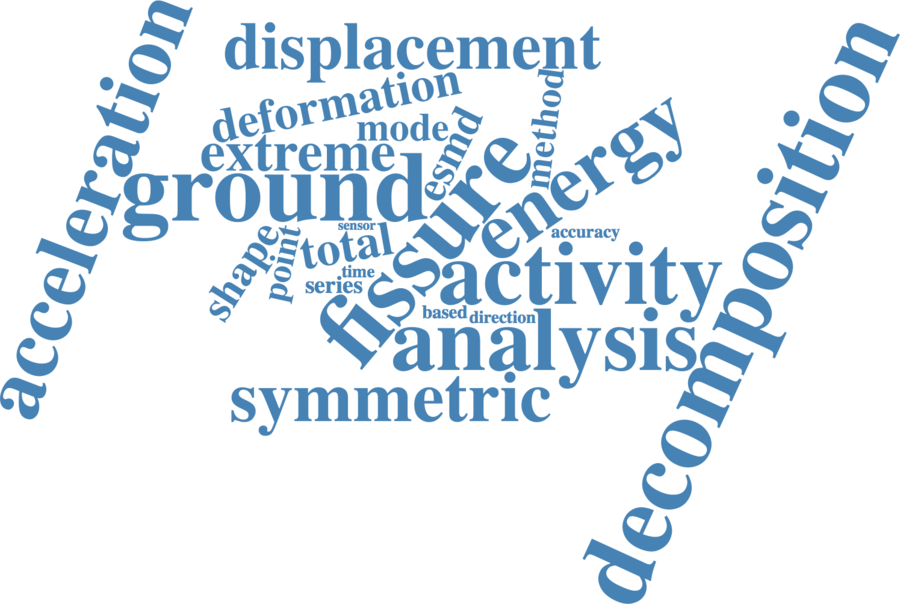 acceleration
displacement
decomposition
deformation
mode
esmd
method
energy
extreme
ground
fissure
sensor
accuracy
shape
point
total
time
series
activity
based
direction
analysis
symmetric